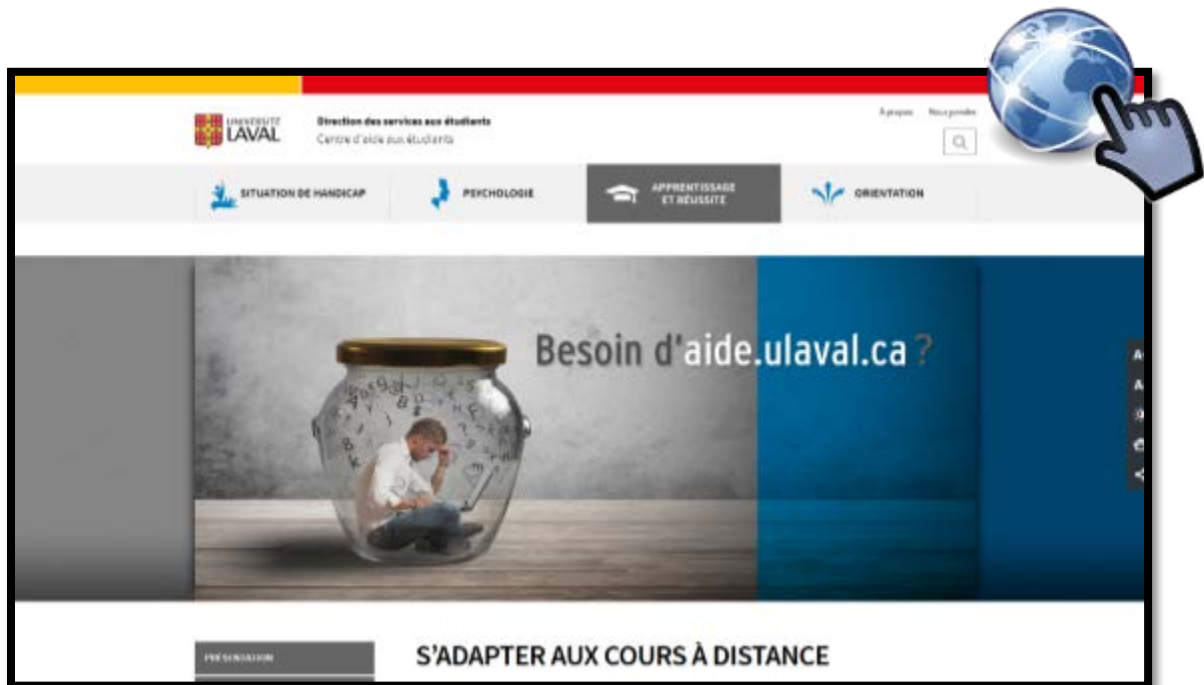 UNIVERSITÉ
LAVAL
Direction des services aux étudiants
Centre d'aide aux étudiants
À propos Nous joindre
SITUATION DE HANDICAP
PSYCHOLOGIE
APPRENTISSAGE
ET RÉUSSITE
ORIENTATION
Besoin d'aide.ulaval.ca ?
PRÉSENTATION
S'ADAPTER AUX COURS À DISTANCE